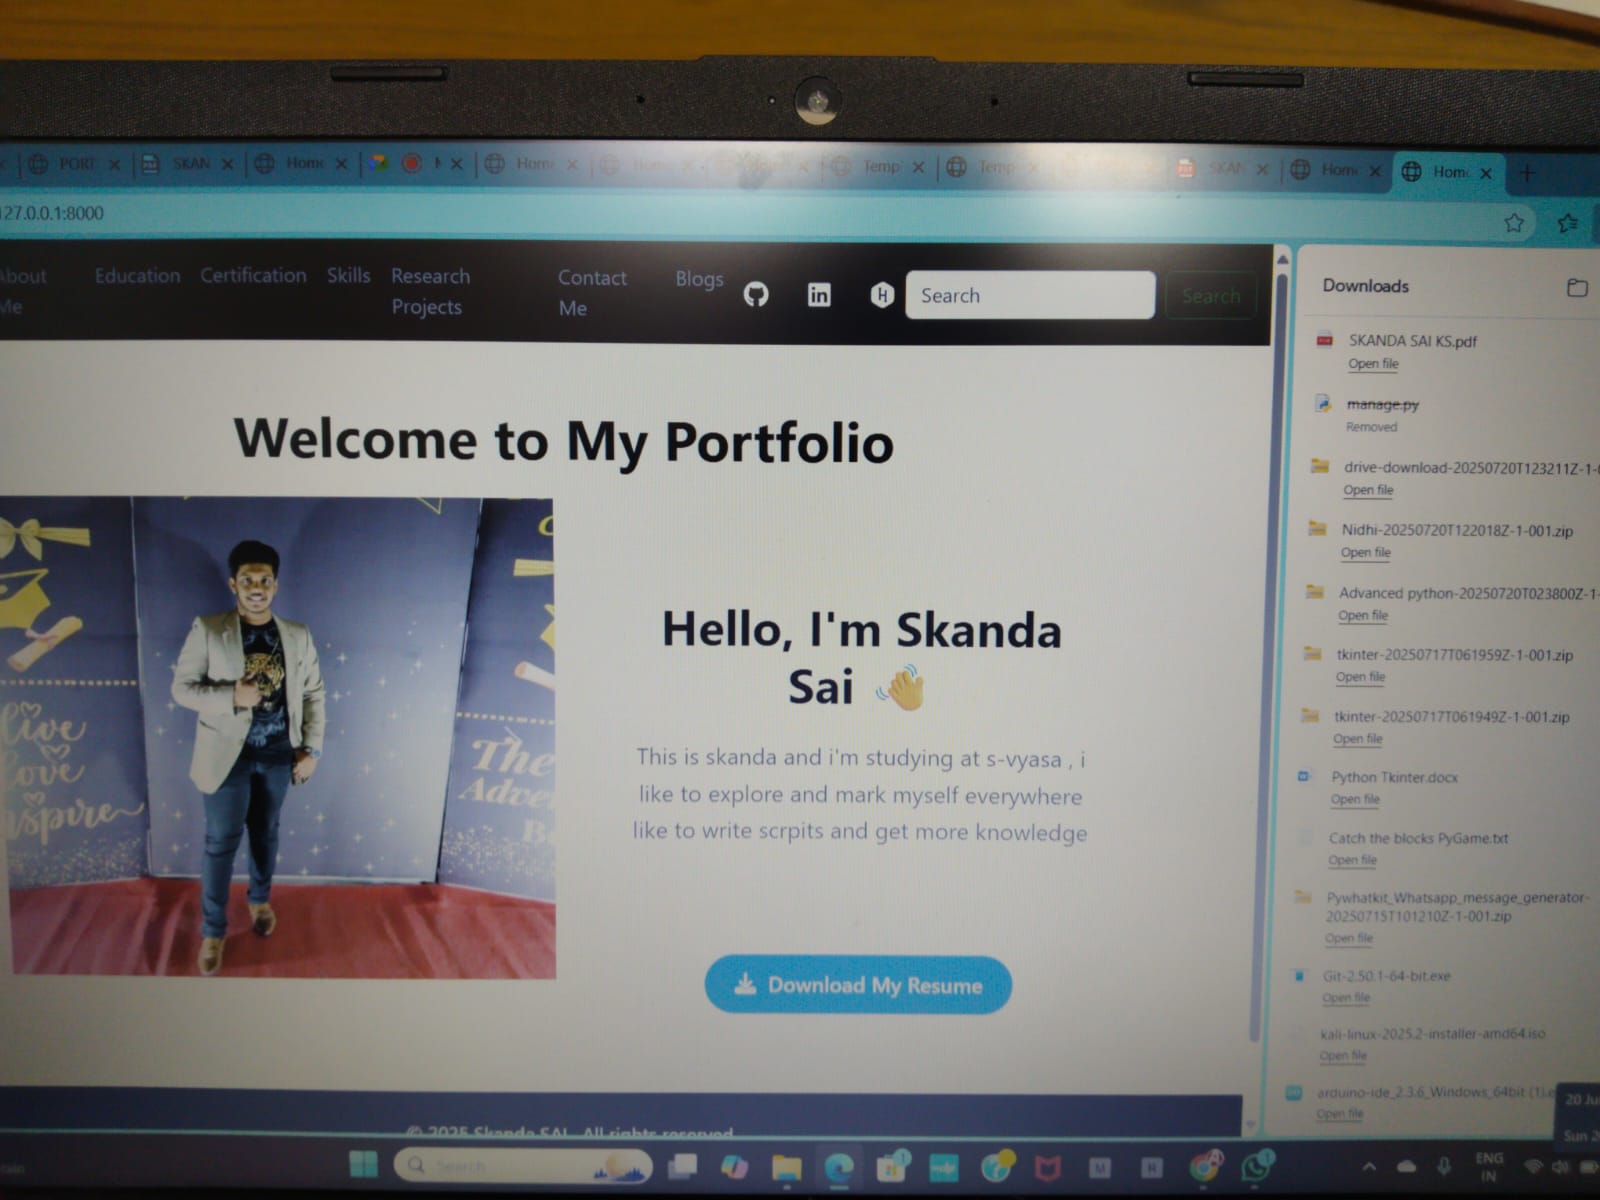 PORT
SKAN
Home
Home
Temp
Temp
SKAN
Home
Home
127.0.0.1:8000
About
Me
Education
Certification
Skills
Research
Projects
Contact
Me
Blogs
Search
Search
Welcome to My Portfolio
live
love
inspire
The
Adve
B
Hello, I'm Skanda
Sai 👋
This is skanda and i'm studying at s-vyasa , i
like to explore and mark myself everywhere
like to write scrpits and get more knowledge
Download My Resume
© 2025 Skanda SAI. All rights reserved
Downloads
SKANDA SAI KS.pdf
Open file
manage.py
Removed
drive-download-20250720T123211Z-1-
Open file
Nidhi-20250720T122018Z-1-001.zip
Open file
Advanced python-20250720T023800Z-1-
Open file
tkinter-20250717T061959Z-1-001.zip
Open file
tkinter-20250717T061949Z-1-001.zip
Open file
Python Tkinter.docx
Open file
Catch the blocks PyGame.txt
Open file
Pywhatkit_Whatsapp_message_generator-
20250715T101210Z-1-001.zip
Open file
Git-2.50.1-64-bit.exe
Open file
kali-linux-2025.2-installer-amd64.iso
Open file
arduino-ide_2.3.6_Windows_64bit (1).e
Open file
20 Ju
Sun 2
Search
ENG
IN